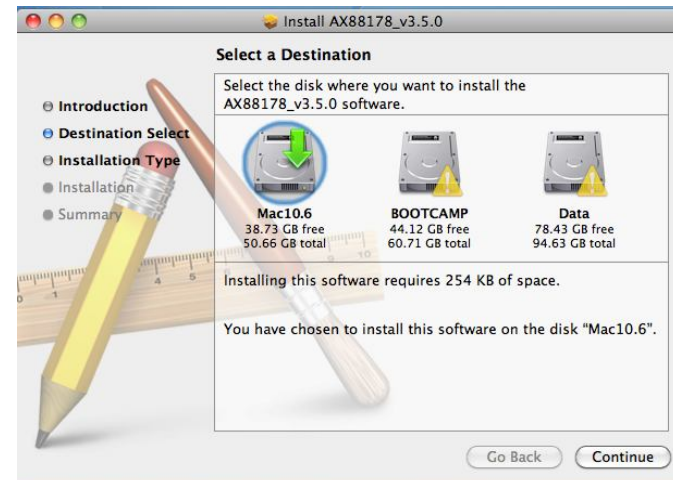 Install AX88178_v3.5.0
Select a Destination
Introduction
Destination Select
Installation Type
Installation
Summary
Select the disk where you want to install the
AX88178_v3.5.0 software.
Mac10.6
38.73 GB free
50.66 GB total
BOOTCAMP
44.12 GB free
60.71 GB total
Data
78.43 GB free
94.63 GB total
Installing this software requires 254 KB of space.
You have chosen to install this software on the disk “Mac10.6”.
Go Back
Continue